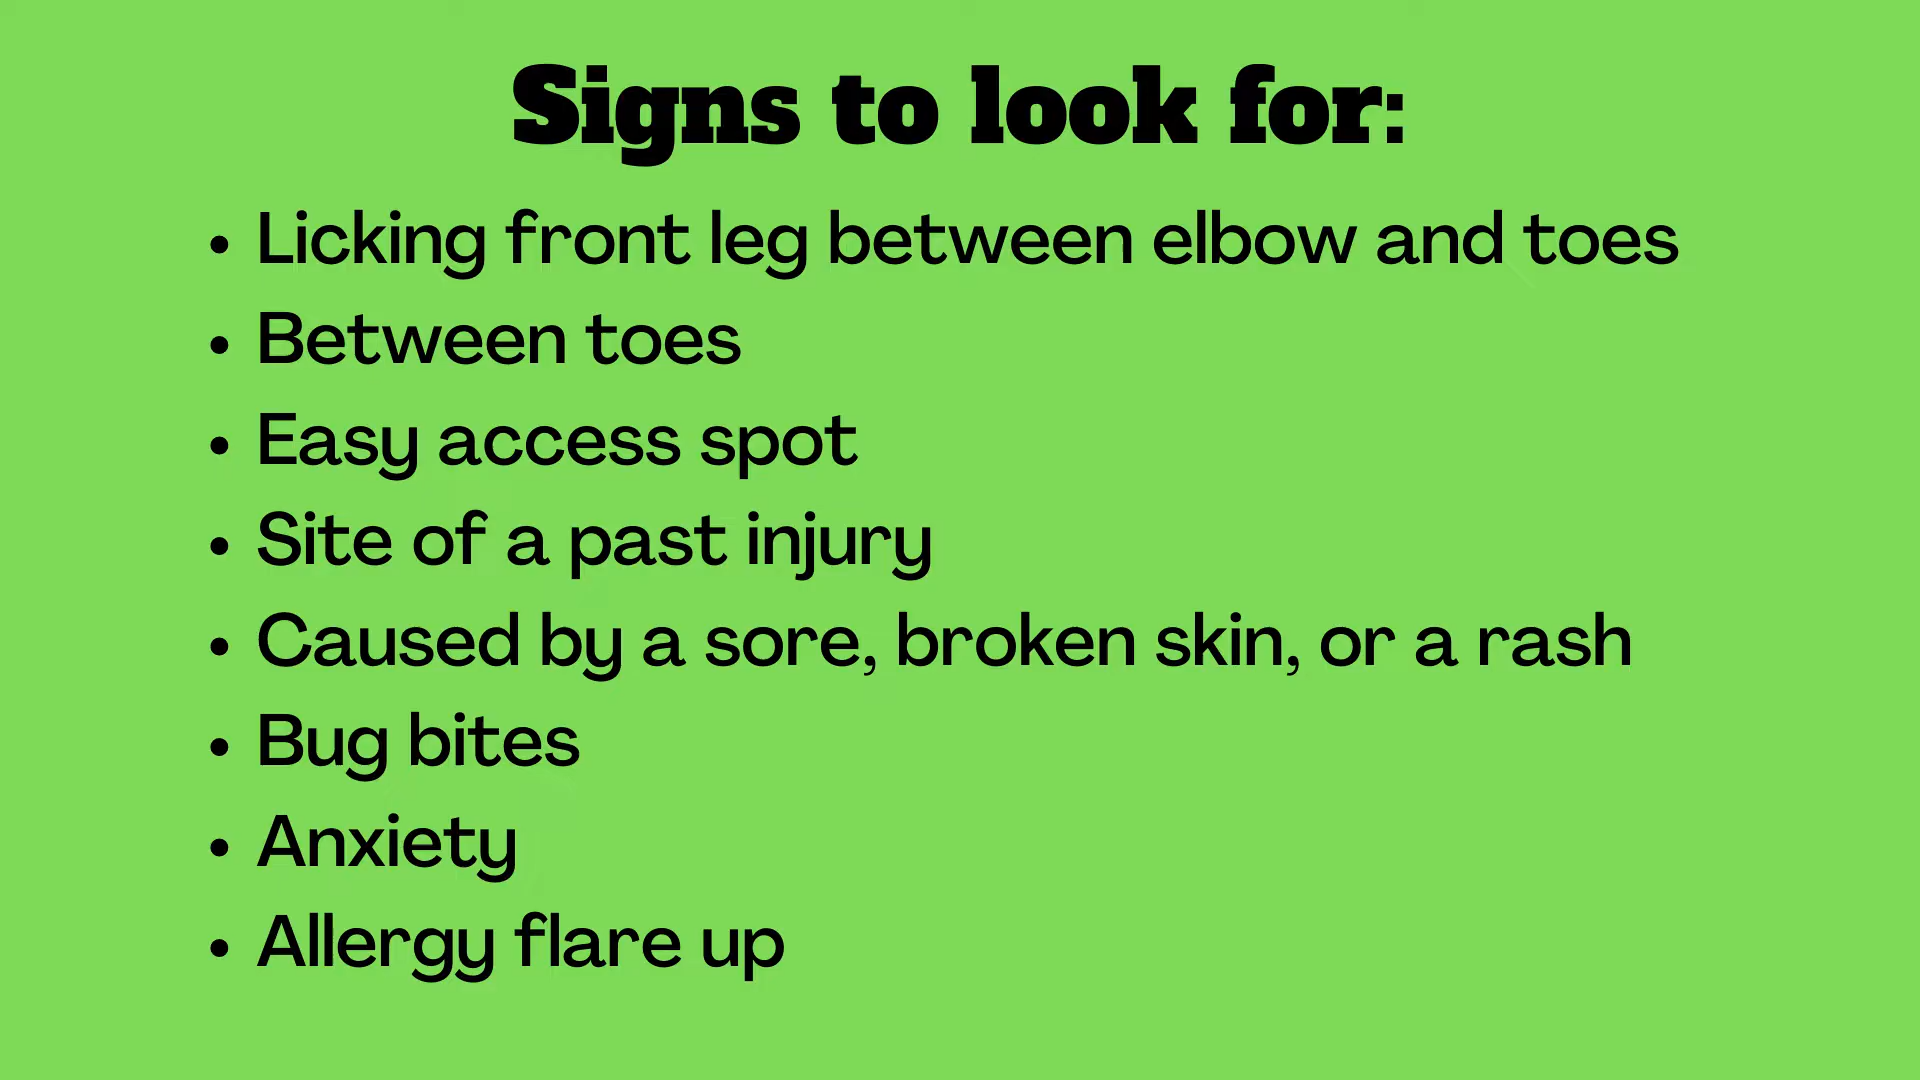 Signs to look for:
• Licking front leg between elbow and toes
• Between toes
• Easy access spot
• Site of a past injury
• Caused by a sore, broken skin, or a rash
• Bug bites
• Anxiety
• Allergy flare up